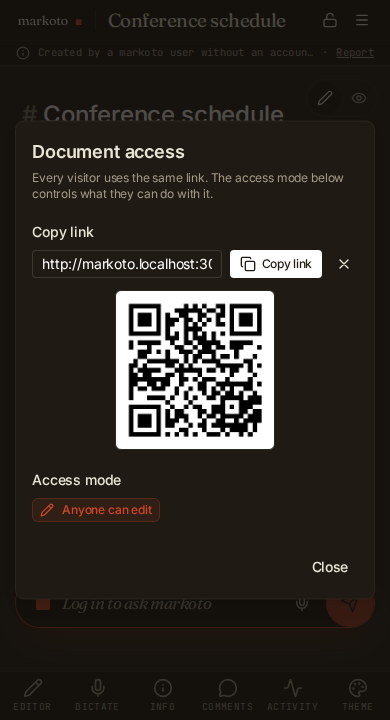 markoto
Conference schedule
Created by a markoto user without an accoun… · Report
# Conference schedule
Document access
Every visitor uses the same link. The access mode below
controls what they can do with it.
Copy link
http://markoto.localhost:30
Copy link
Access mode
Anyone can edit
Close
Log in to ask markoto
EDITOR
DICTATE
INFO
COMMENTS
ACTIVITY
THEME